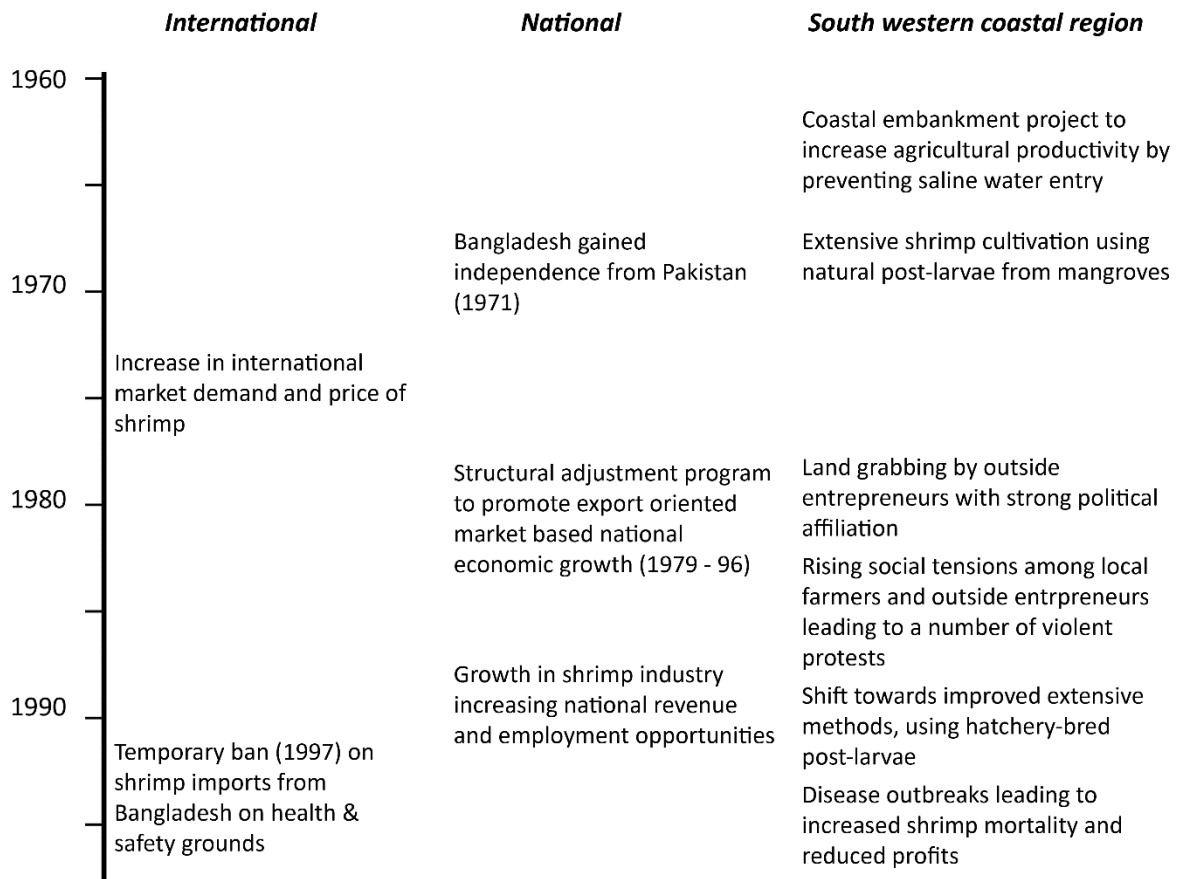 International
National
South western coastal region
1960
Coastal embankment project to
increase agricultural productivity by
preventing saline water entry
Bangladesh gained
independence from Pakistan
(1971)
Extensive shrimp cultivation using
natural post-larvae from mangroves
1970
Increase in international
market demand and price of
shrimp
Structural adjustment program
to promote export oriented
market based national
economic growth (1979 - 96)
Land grabbing by outside
entrepreneurs with strong political
affiliation
1980
Rising social tensions among local
farmers and outside entrpreneurs
leading to a number of violent
protests
Growth in shrimp industry
increasing national revenue
and employment opportunities
Shift towards improved extensive
methods, using hatchery-bred
post-larvae
1990
Temporary ban (1997) on
shrimp imports from
Bangladesh on health &
safety grounds
Disease outbreaks leading to
increased shrimp mortality and
reduced profits